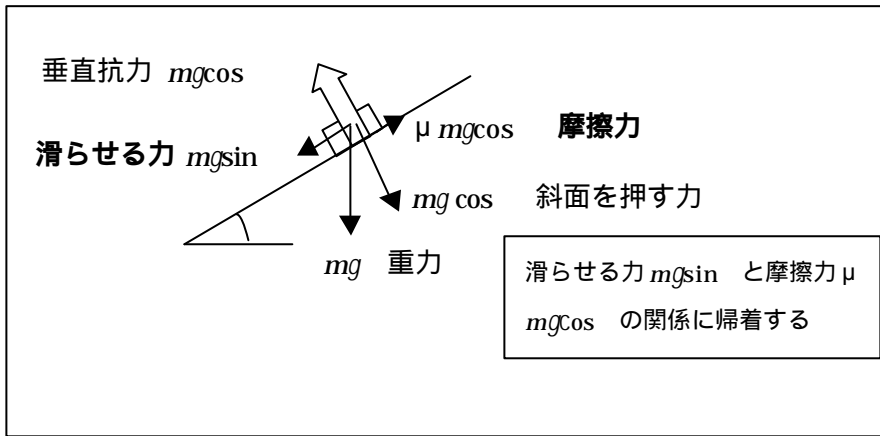 垂直抗力 mgcos
μ mgcos 摩擦力
滑らせる力 mgsin
mg cos 斜面を押す力
mg 重力
滑らせる力 mgsin と摩擦力 μ
mgCos の関係に帰着する